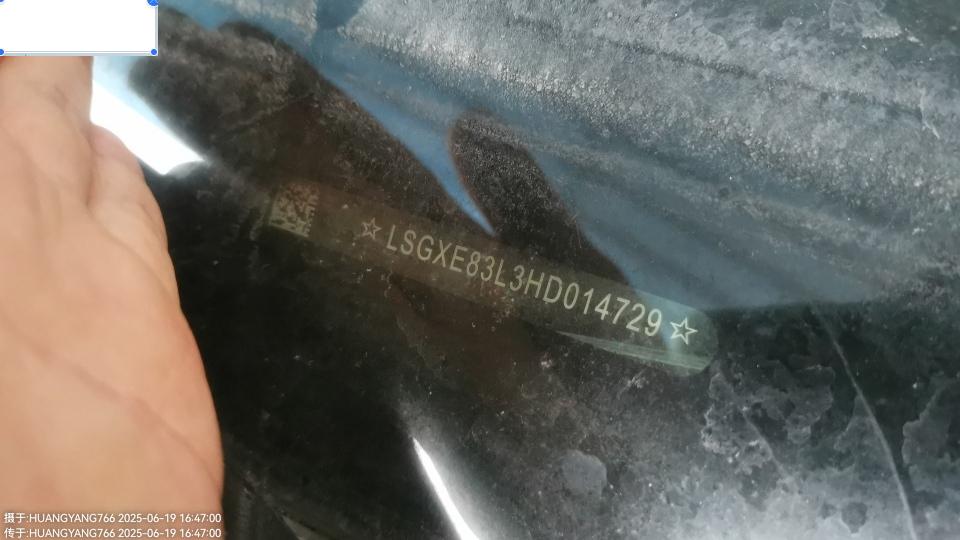 ☆LSGXE83L3HD014729☆
摄于:HUANGYANG766 2025-06-19 16:47:00
传于:HUANGYANG766 2025-06-19 16:47:00